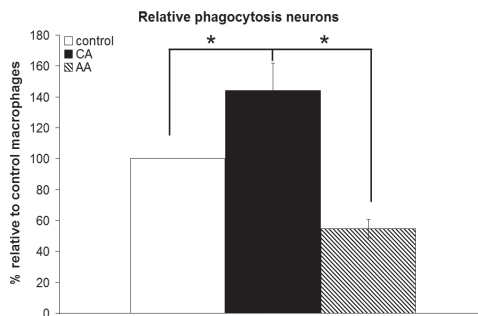 Relative phagocytosis neurons
% relative to control macrophages
180
160
140
120
100
80
60
40
20
0
control
CA
AA
* *